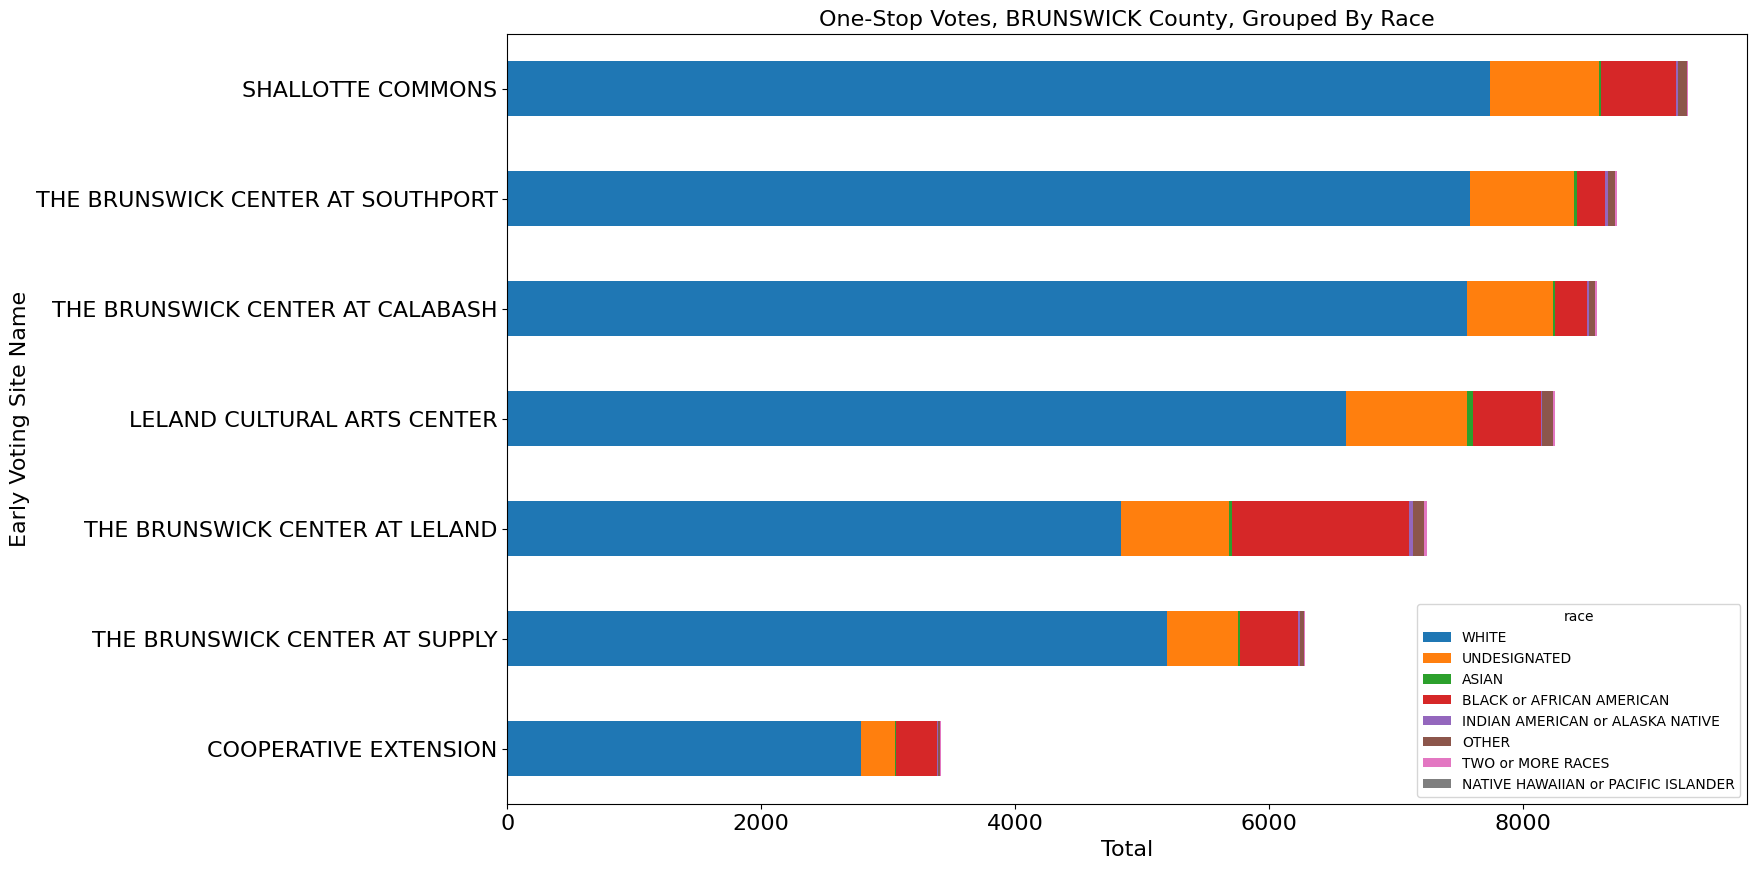 One-Stop Votes, BRUNSWICK County, Grouped By Race
Early Voting Site Name
SHALLOTTE COMMONS
THE BRUNSWICK CENTER AT SOUTHPORT
THE BRUNSWICK CENTER AT CALABASH
LELAND CULTURAL ARTS CENTER
THE BRUNSWICK CENTER AT LELAND
THE BRUNSWICK CENTER AT SUPPLY
COOPERATIVE EXTENSION
race
WHITE
UNDESIGNATED
ASIAN
BLACK or AFRICAN AMERICAN
INDIAN AMERICAN or ALASKA NATIVE
OTHER
TWO or MORE RACES
NATIVE HAWAIIAN or PACIFIC ISLANDER
0 2000 4000 6000 8000
Total